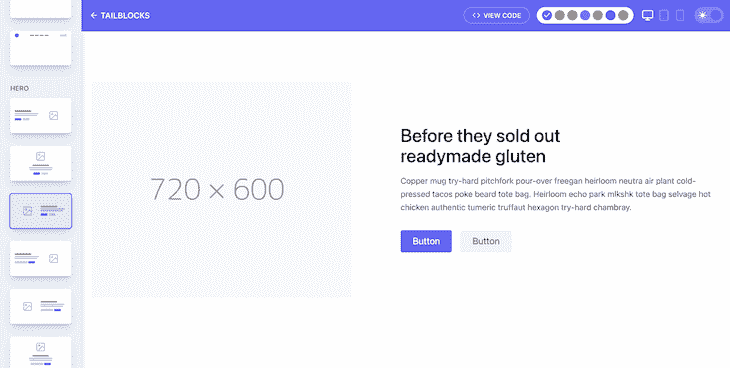 TAILBLOCKS
VIEW CODE
HERO
720 × 600
Before they sold out
readymade gluten
Copper mug try-hard pitchfork pour-over freegan heirloom neutra air plant cold-
pressed tacos poke beard tote bag. Heirloom echo park mlkshk tote bag selvage hot
chicken authentic tumeric truffaut hexagon try-hard chambray.
Button Button